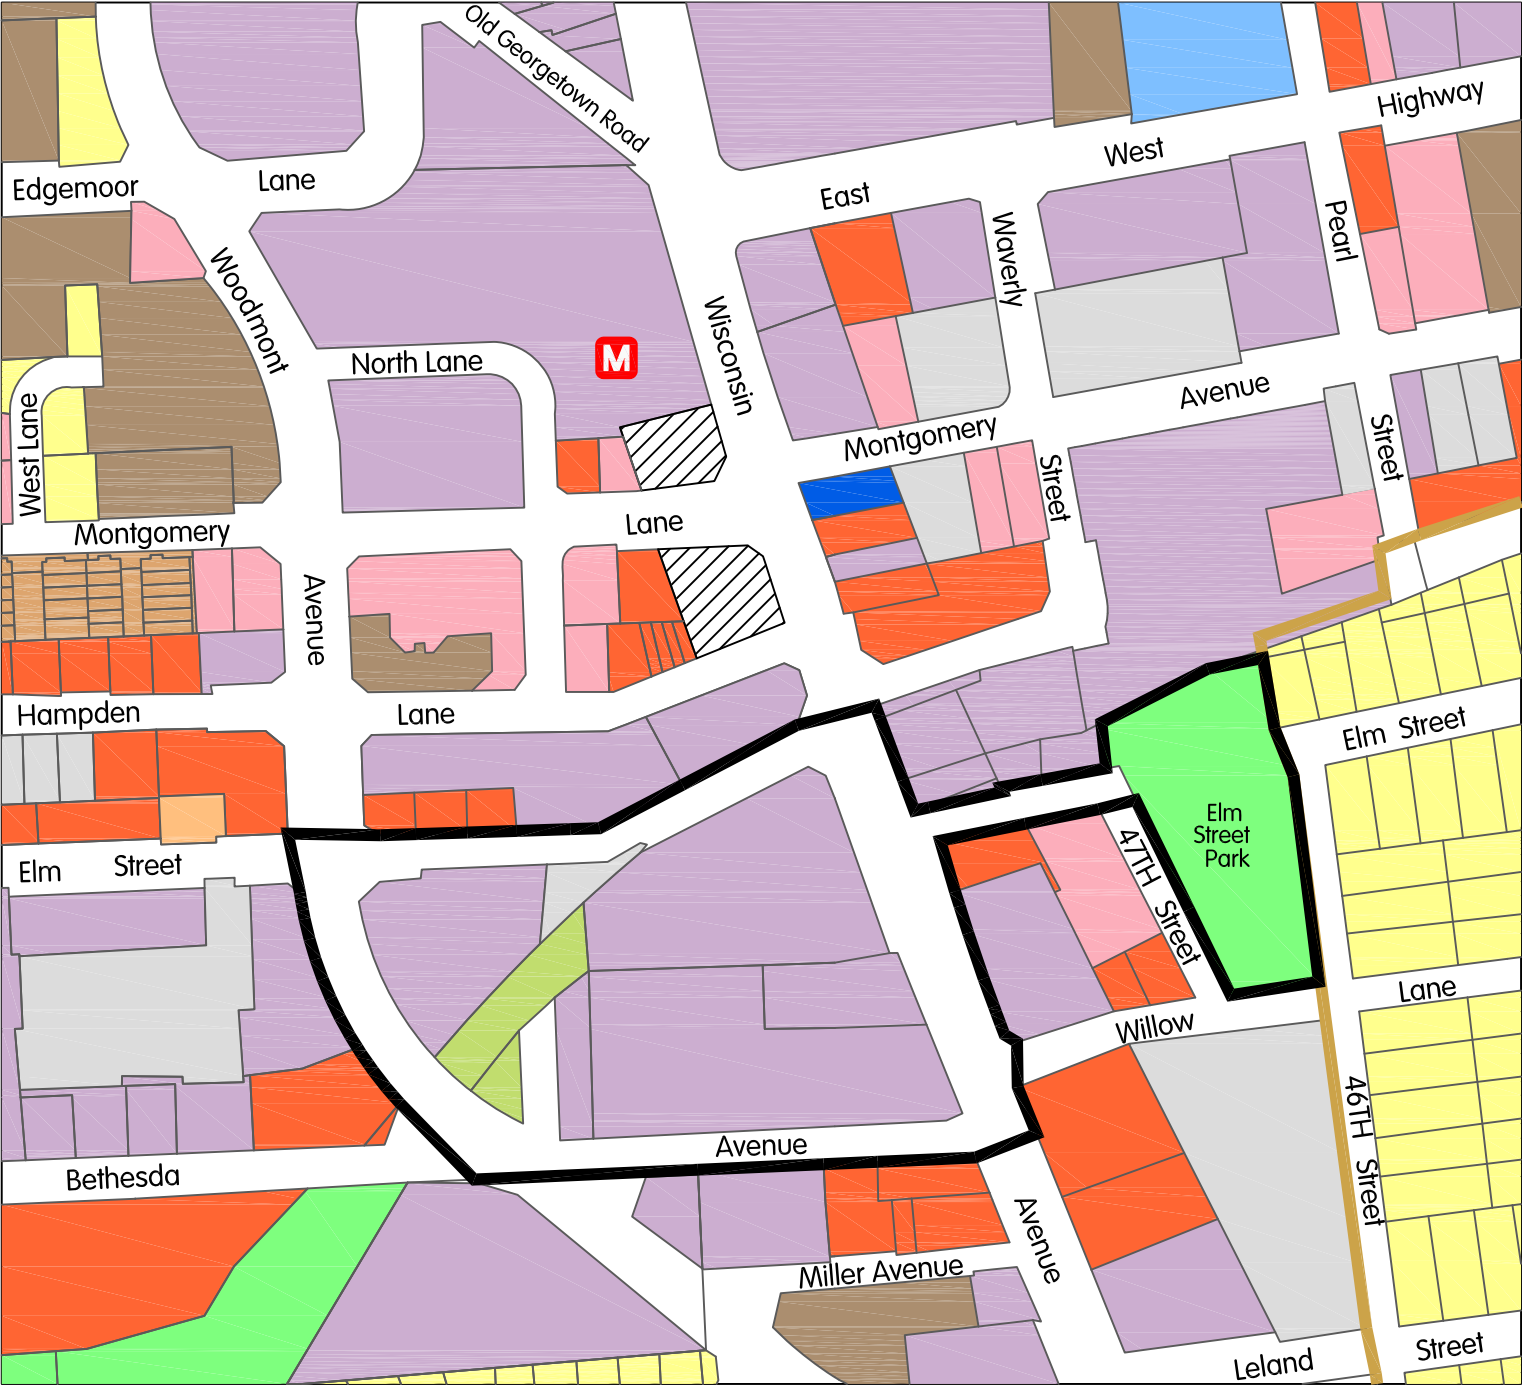 Old Georgetown Road
Highway
West
East
Edgemoor
Lane
Woodmont
Waverly
Pearl
Wisconsin
North Lane
M
West Lane
Avenue
Montgomery
Street
Street
Lane
Montgomery
Avenue
Hampden
Lane
Elm Street
Elm
Street
Park
Elm Street
47TH Street
Lane
Willow
46TH Street
Avenue
Bethesda
Avenue
Miller Avenue
Leland
Street